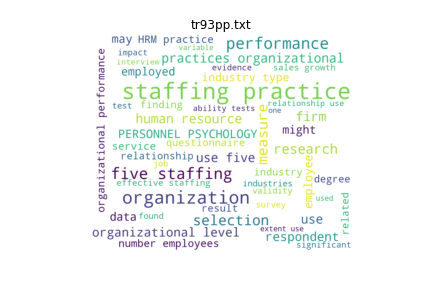 tr93pp.txt
may HRM practice
variable
performance
impact
interview
evidence
practices organizational
sales growth
employed
industry type
staffing practice
organizational performance
test
finding
ability tests
one
relationship use
human resource
firm
measure
PERSONNEL PSYCHOLOGY
might
service
questionnaire
research
relationship
use five
job
five staffing
industry
employee
degree
effective staffing
industries
validity
organization
used
related
result
survey
data
found
selection
use
organizational level
respondent
extent use
number employees
significant